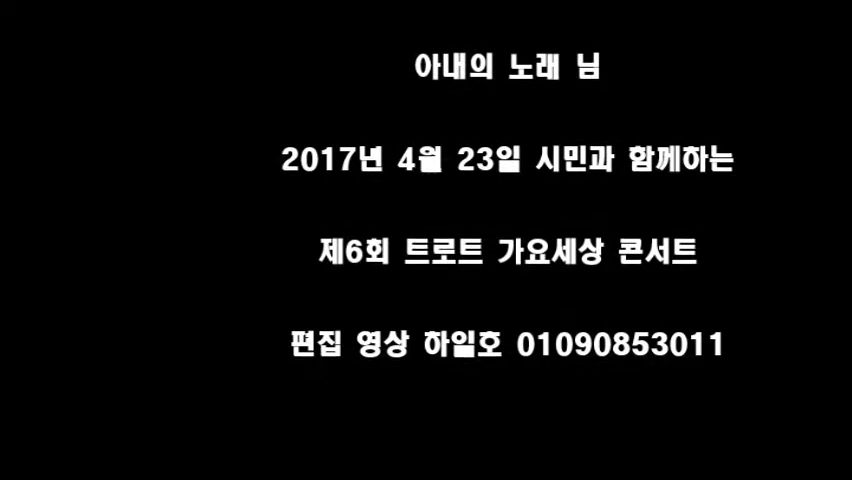 아내의 노래 님
2017년 4월 23일 시민과 함께하는
제6회 트로트 가요세상 콘서트
편집 영상 하일호 01090853011